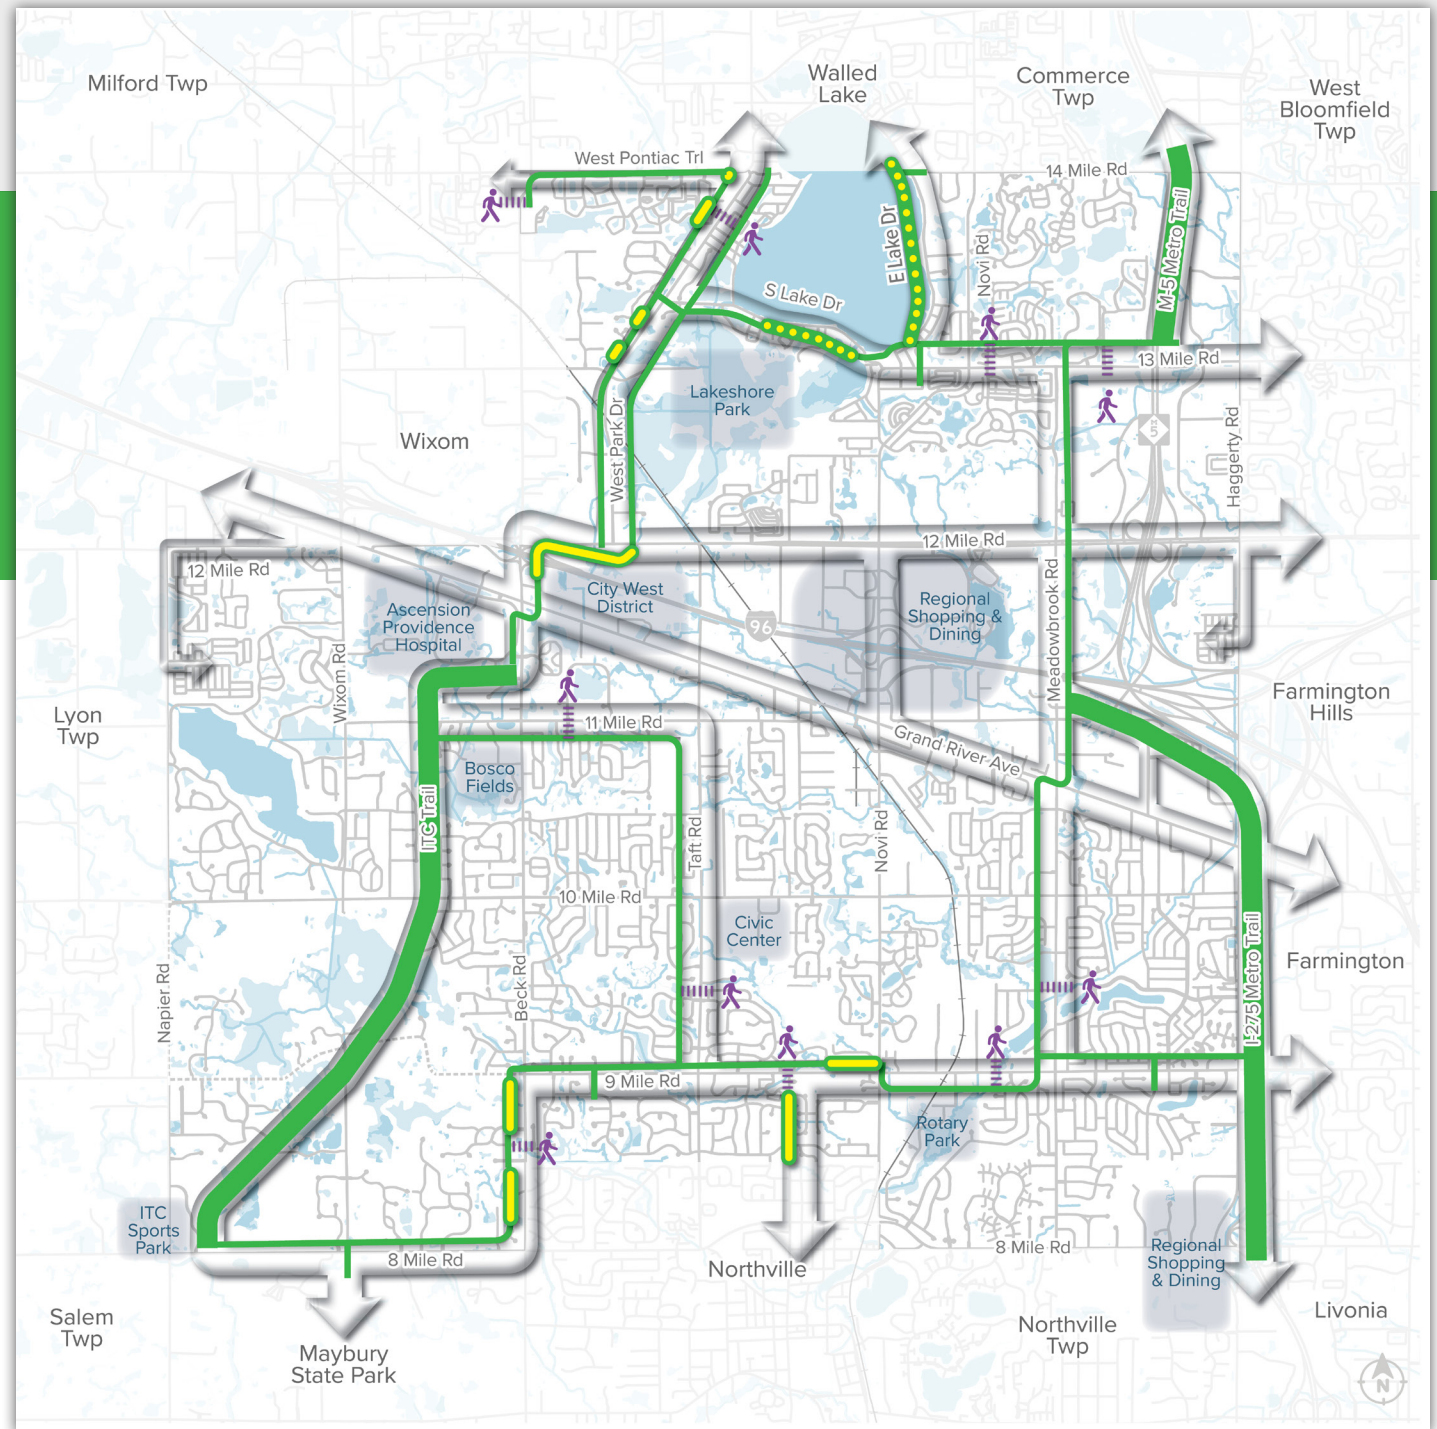 Milford Twp
Walled
Lake
Commerce
Twp
West
Bloomfield
Twp
West Pontiac Trl
14 Mile Rd
M-5 Metro Trail
E Lake Dr
Novi Rd
S Lake Dr
13 Mile Rd
Lakeshore
Park
Wixom
West Park Dr
M
5
Haggerty Rd
12 Mile Rd
12 Mile Rd
City West
District
Ascension
Providence
Hospital
96
Regional
Shopping &
Dining
Meadowbrook Rd
Wixom Rd
Lyon
Twp
Farmington
Hills
11 Mile Rd
Grand River Ave
Bosco
Fields
ITC Trail
Taft Rd
Novi Rd
10 Mile Rd
Civic
Center
Farmington
Napier Rd
Beck Rd
I-275 Metro Trail
9 Mile Rd
Rotary
Park
ITC
Sports
Park
8 Mile Rd
Northville
8 Mile Rd
Regional
Shopping
& Dining
Salem
Twp
Maybury
State Park
Northville
Twp
Livonia
N